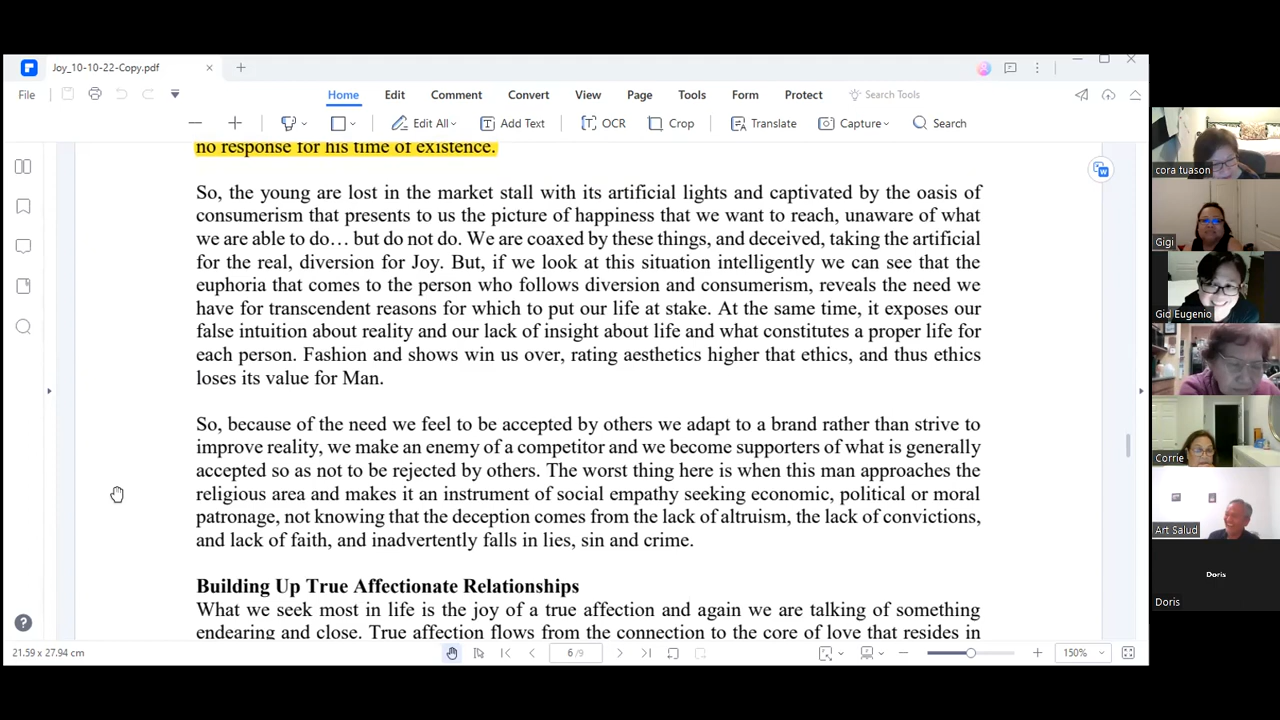 Joy_10-10-22-Copy.pdf
File
Home Edit Comment Convert View Page Tools Form Protect Search Tools
Edit All Add Text OCR Crop Translate Capture Search
no response for his time of existence.
So, the young are lost in the market stall with its artificial lights and captivated by the oasis of
consumerism that presents to us the picture of happiness that we want to reach, unaware of what
we are able to do… but do not do. We are coaxed by these things, and deceived, taking the artificial
for the real, diversion for Joy. But, if we look at this situation intelligently we can see that the
euphoria that comes to the person who follows diversion and consumerism, reveals the need we
have for transcendent reasons for which to put our life at stake. At the same time, it exposes our
false intuition about reality and our lack of insight about life and what constitutes a proper life for
each person. Fashion and shows win us over, rating aesthetics higher that ethics, and thus ethics
loses its value for Man.
So, because of the need we feel to be accepted by others we adapt to a brand rather than strive to
improve reality, we make an enemy of a competitor and we become supporters of what is generally
accepted so as not to be rejected by others. The worst thing here is when this man approaches the
religious area and makes it an instrument of social empathy seeking economic, political or moral
patronage, not knowing that the deception comes from the lack of altruism, the lack of convictions,
and lack of faith, and inadvertently falls in lies, sin and crime.
Building Up True Affectionate Relationships
What we seek most in life is the joy of a true affection and again we are talking of something
endearing and close. True affection flows from the connection to the core of love that resides in
21.59 x 27.94 cm
6 /9
150%
cora tuason
Gigi
Gid Eugenio
Corrie
Art Salud
Doris
Doris